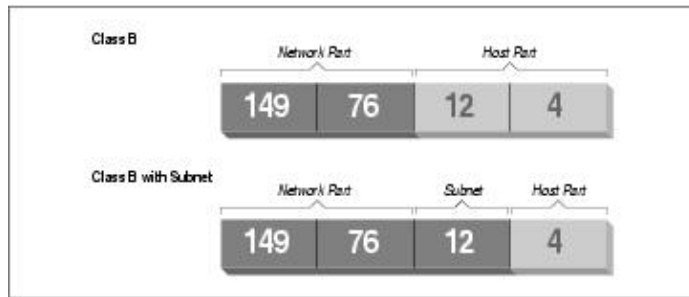 Class B
Network Part Host Part
149 76 12 4
Class B with Subnet
Network Part Subnet Host Part
149 76 12 4